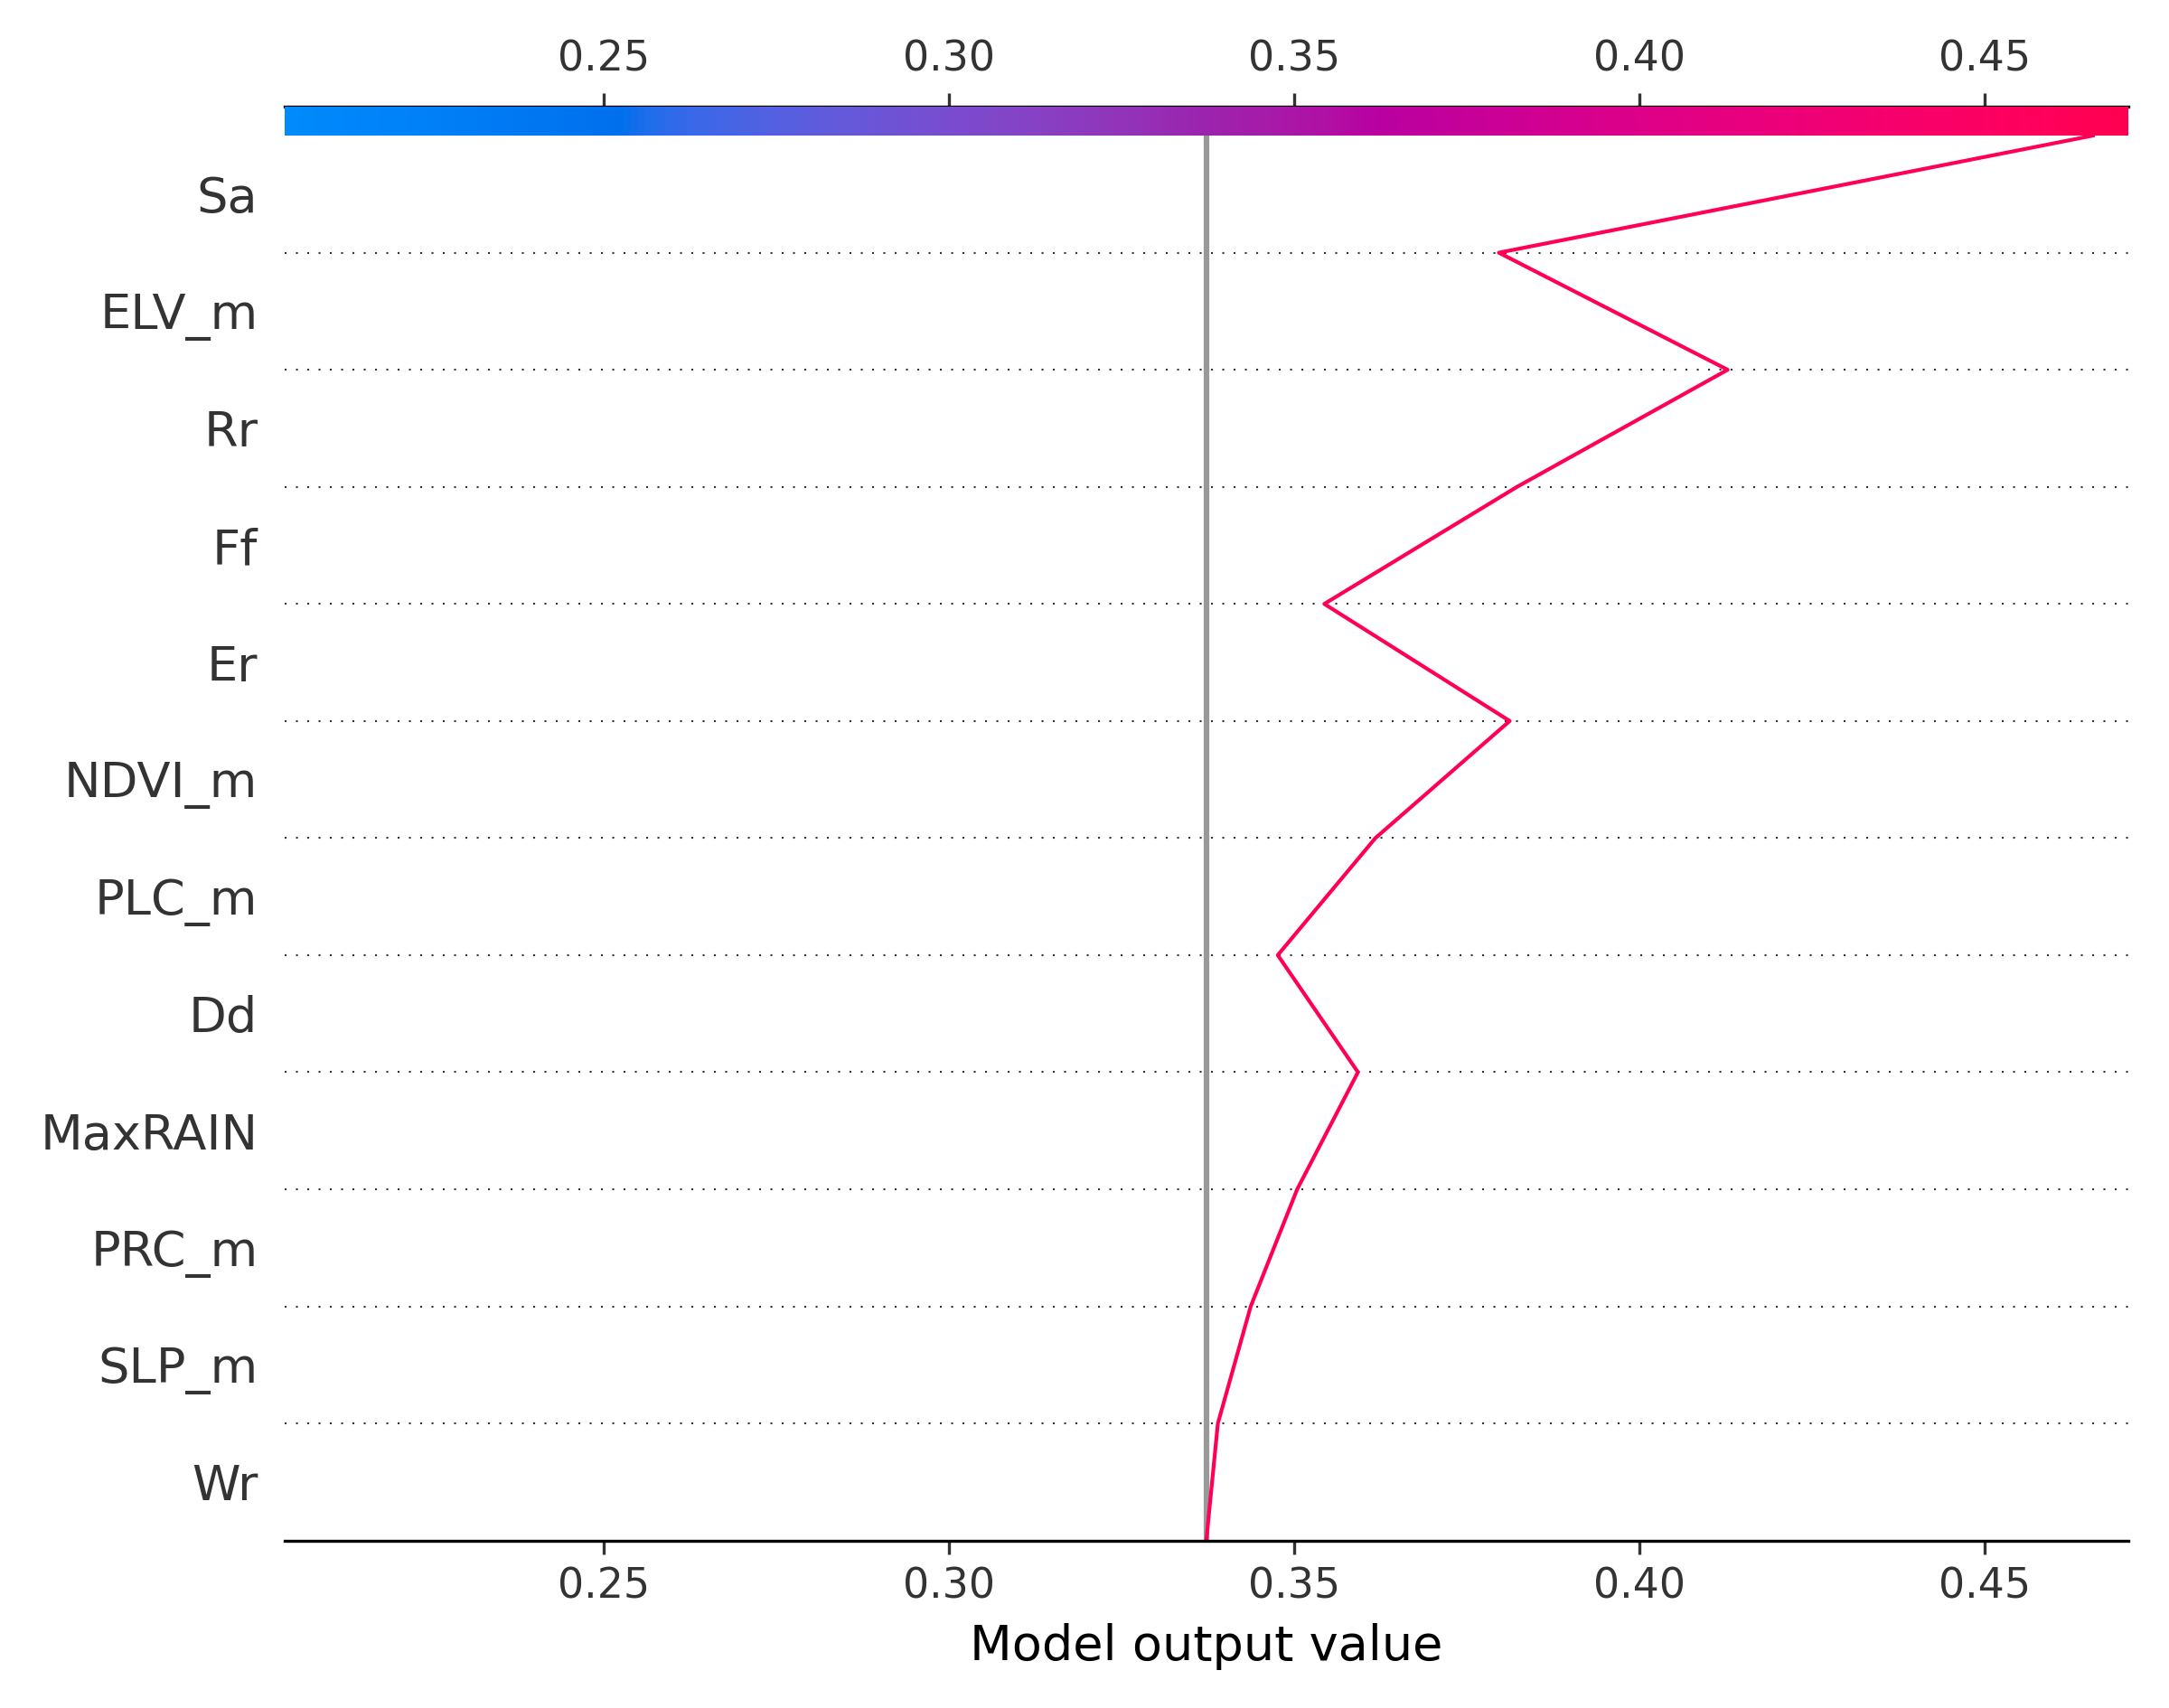 0.25 0.30 0.35 0.40 0.45
Sa
ELV_m
Rr
Ff
Er
NDVI_m
PLC_m
Dd
MaxRAIN
PRC_m
SLP_m
Wr
0.25 0.30 0.35 0.40 0.45
Model output value